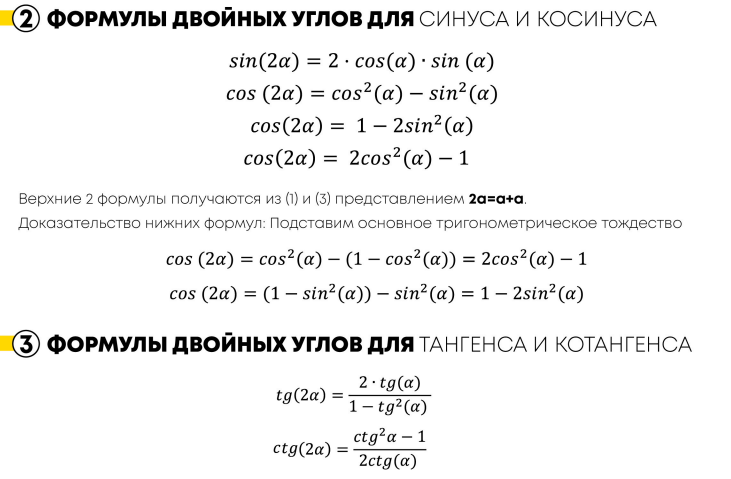 2 ФОРМУЛЫ ДВОЙНЫХ УГЛОВ ДЛЯ СИНУСА И КОСИНУСА
sin(2α) = 2 · cos(α) · sin (α)
cos (2α) = cos²(α) − sin²(α)
cos(2α) = 1 − 2sin²(α)
cos(2α) = 2cos²(α) − 1
Верхние 2 формулы получаются из (1) и (3) представлением 2a=a+a.
Доказательство нижних формул: Подставим основное тригонометрическое тождество
cos (2α) = cos²(α) − (1 − cos²(α)) = 2cos²(α) − 1
cos (2α) = (1 − sin²(α)) − sin²(α) = 1 − 2sin²(α)
3 ФОРМУЛЫ ДВОЙНЫХ УГЛОВ ДЛЯ ТАНГЕНСА И КОТАНГЕНСА
tg(2α) = 2 · tg(α) / 1 − tg²(α)
ctg(2α) = ctg²α − 1 / 2ctg(α)